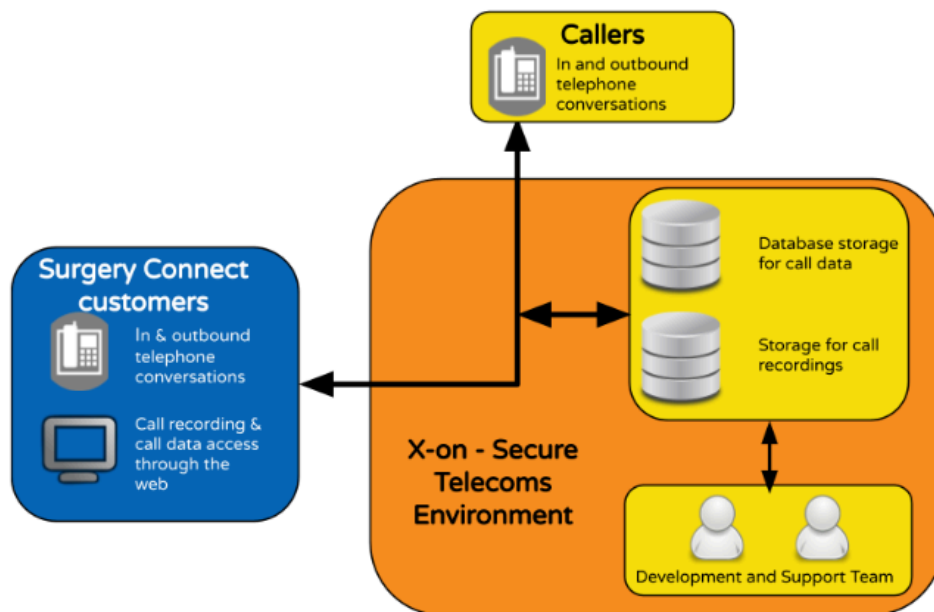 Callers
In and outbound
telephone
conversations
Surgery Connect
customers
In & outbound
telephone
conversations
Call recording &
call data access
through the
web
Database storage
for call data
Storage for call
recordings
X-on - Secure
Telecoms
Environment
Development and Support Team